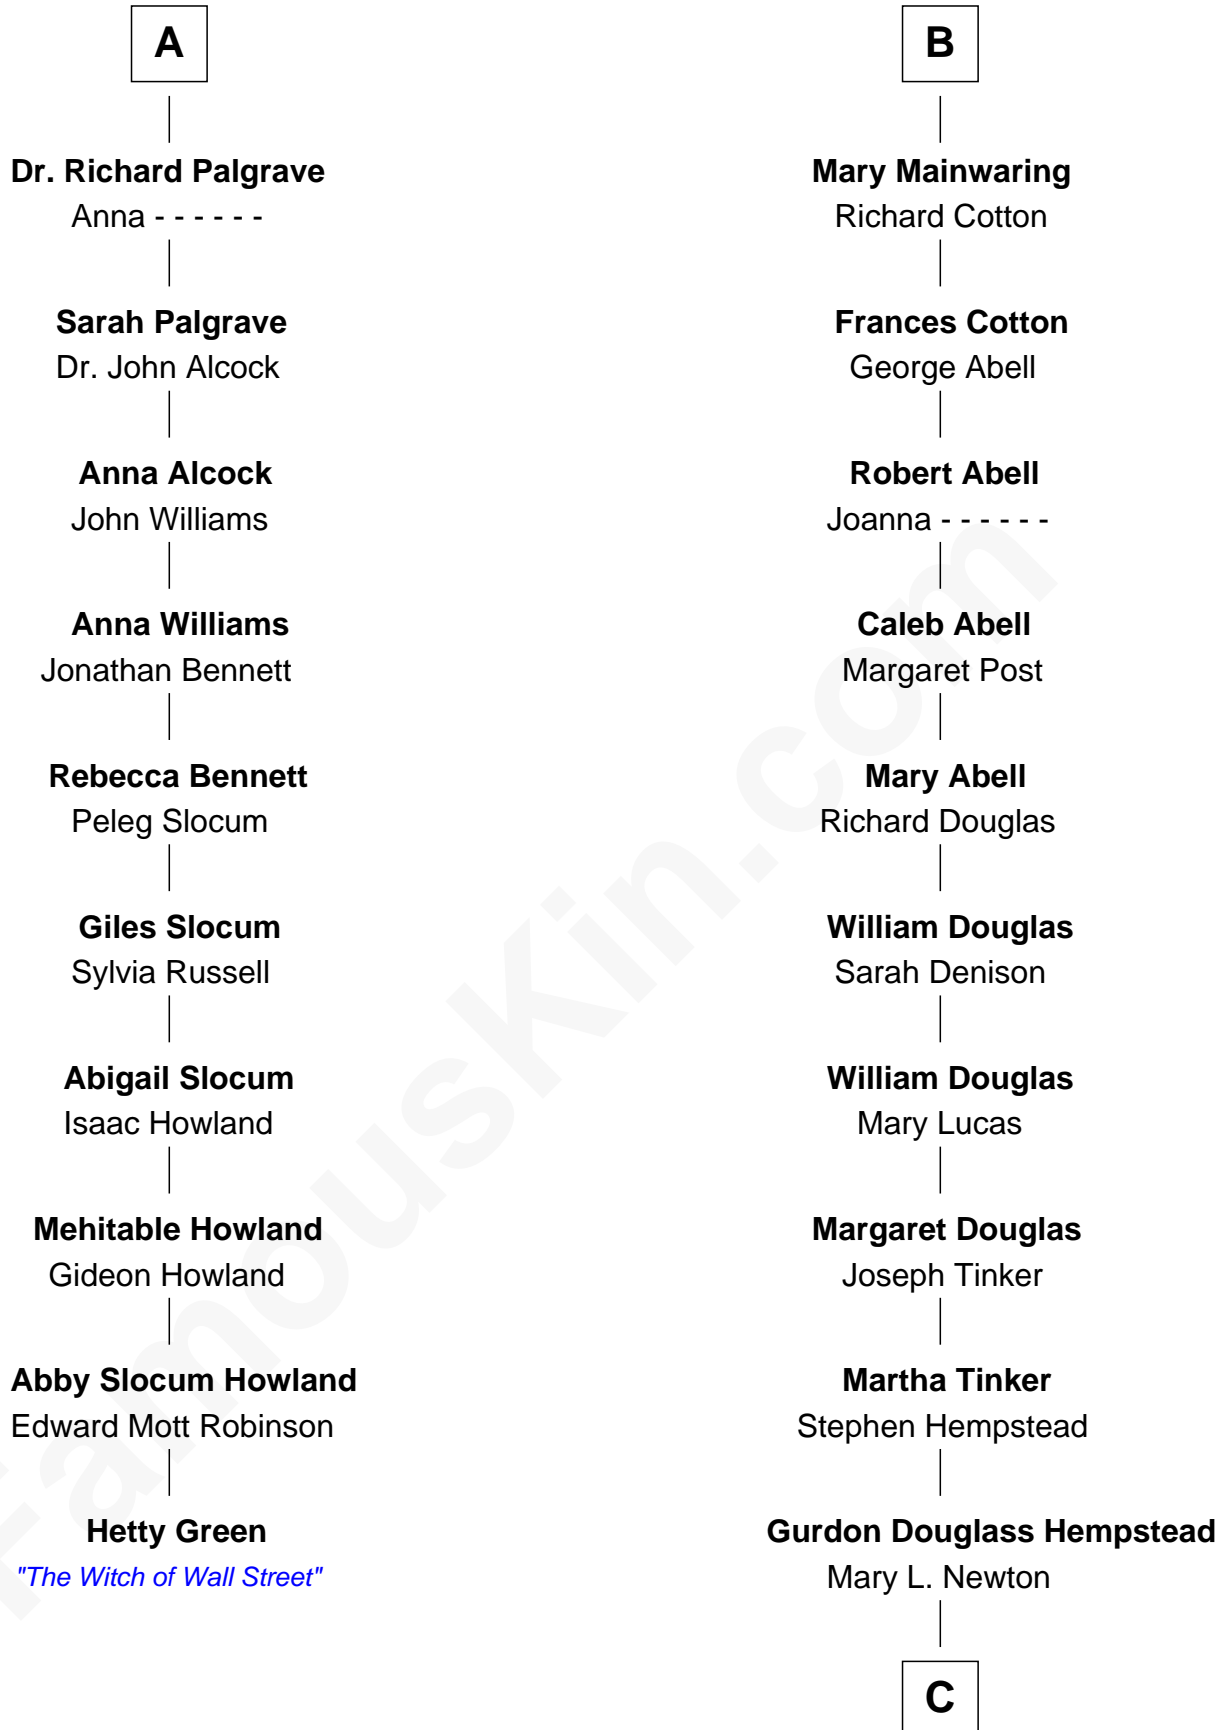 A
Dr. Richard Palgrave
Anna - - - - - -
Sarah Palgrave
Dr. John Alcock
Anna Alcock
John Williams
Anna Williams
Jonathan Bennett
Rebecca Bennett
Peleg Slocum
Giles Slocum
Sylvia Russell
Abigail Slocum
Isaac Howland
Mehitable Howland
Gideon Howland
Abby Slocum Howland
Edward Mott Robinson
Hetty Green
"The Witch of Wall Street"
B
Mary Mainwaring
Richard Cotton
Frances Cotton
George Abell
Robert Abell
Joanna - - - - - -
Caleb Abell
Margaret Post
Mary Abell
Richard Douglas
William Douglas
Sarah Denison
William Douglas
Mary Lucas
Margaret Douglas
Joseph Tinker
Martha Tinker
Stephen Hempstead
Gurdon Douglass Hempstead
Mary L. Newton
C
FamousKin.com